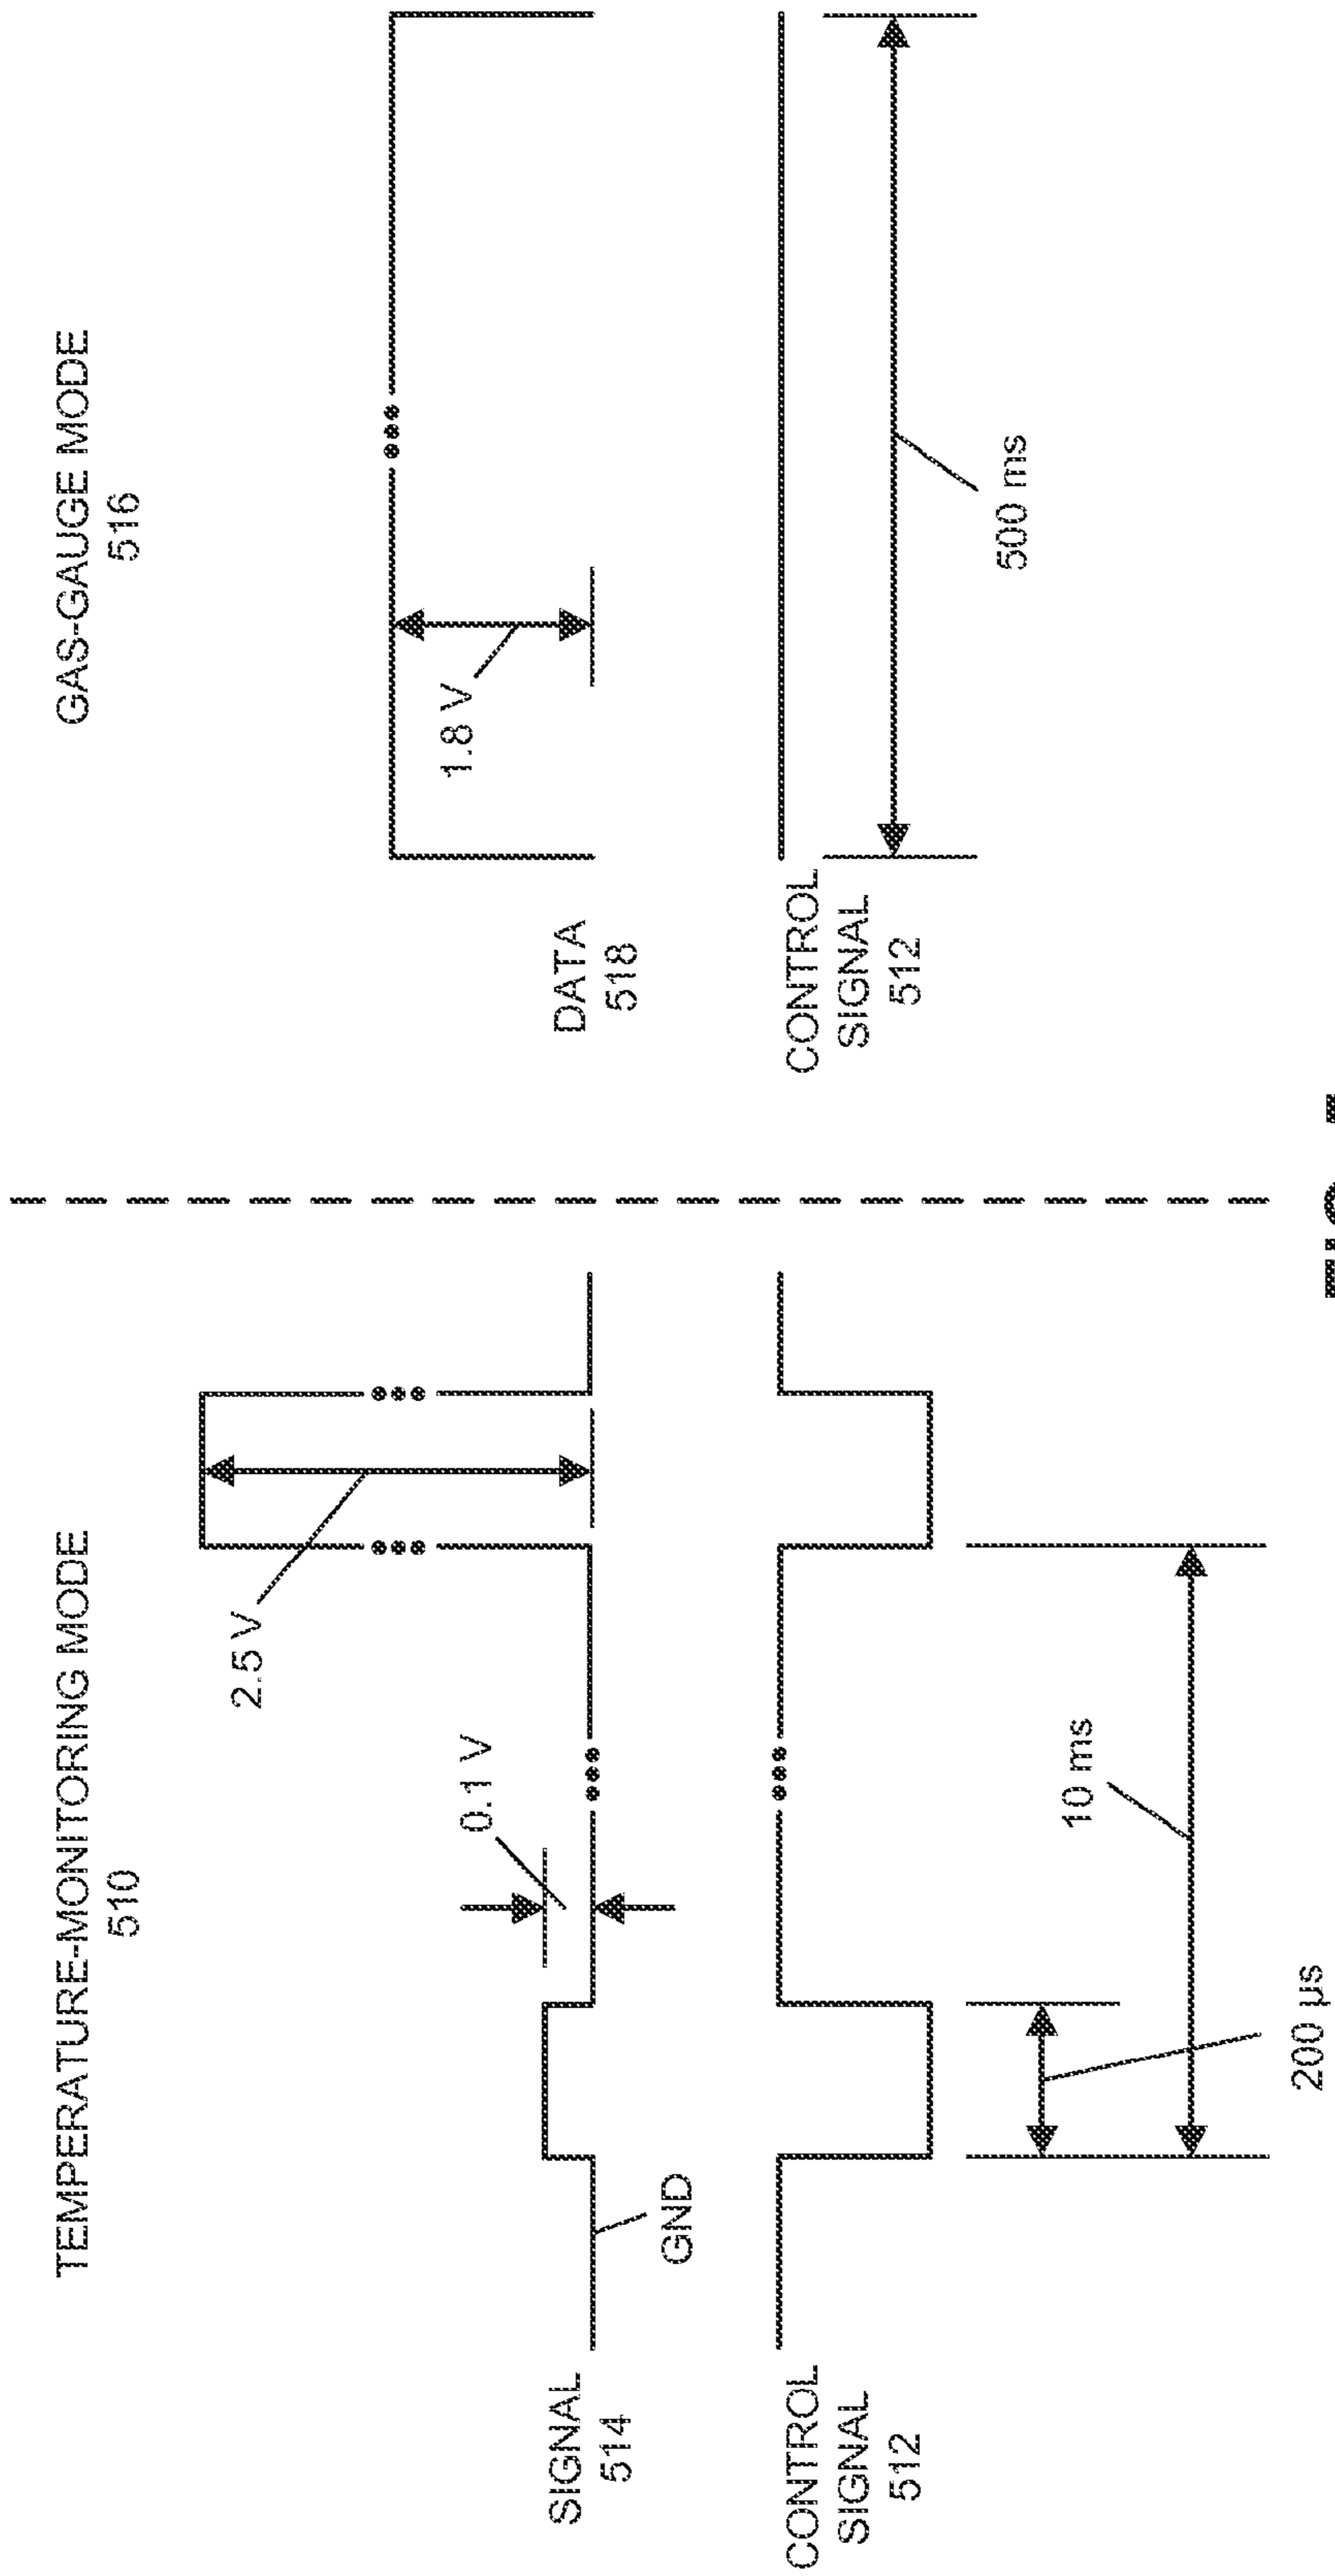 TEMPERATURE-MONITORING MODE
510
2.5 V
0.1 V
SIGNAL
514
GND
CONTROL
SIGNAL
512
10 ms
200 µs
GAS-GAUGE MODE
516
1.8 V
DATA
518
CONTROL
SIGNAL
512
500 ms